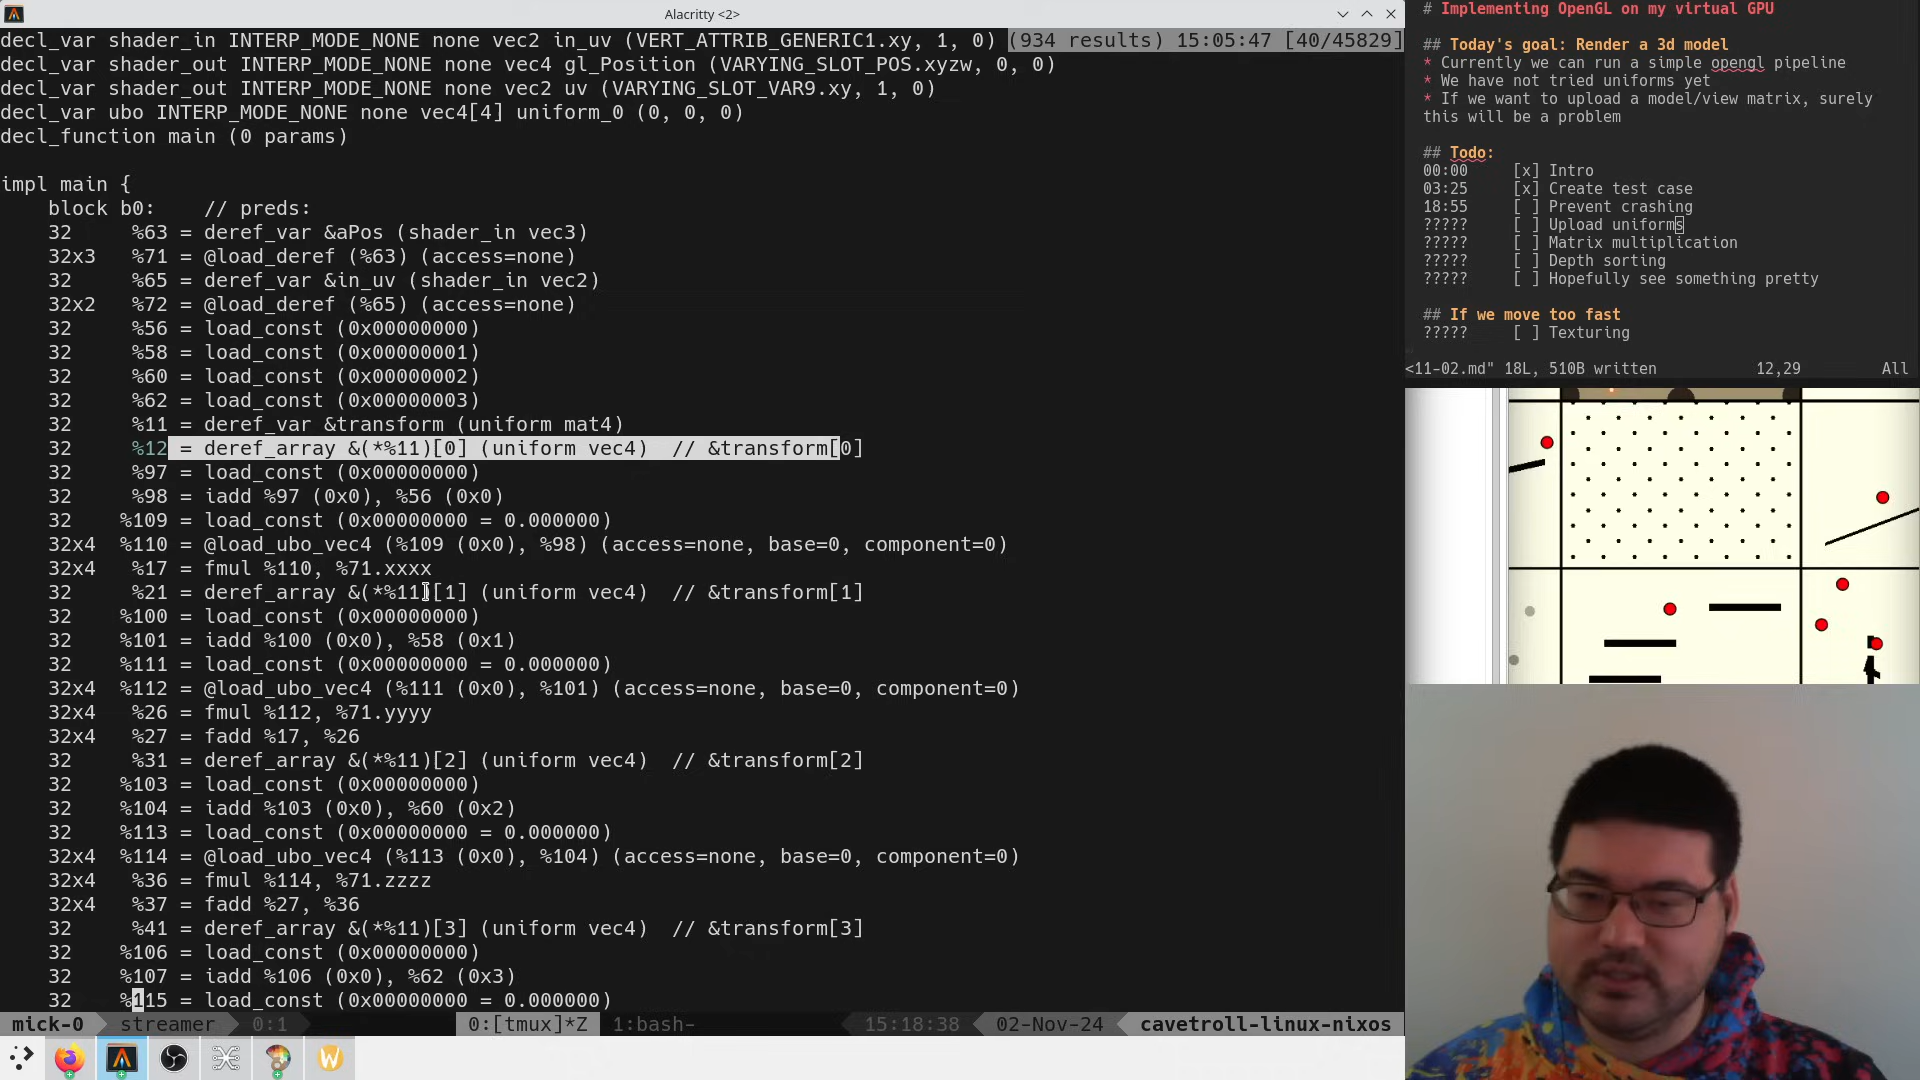 Alacritty <2>
decl_var shader_in INTERP_MODE_NONE none vec2 in_uv (VERT_ATTRIB_GENERIC1.xy, 1, 0) (934 results) 15:05:47 [40/45829]
decl_var shader_out INTERP_MODE_NONE none vec4 gl_Position (VARYING_SLOT_POS.xyzw, 0, 0)
decl_var shader_out INTERP_MODE_NONE none vec2 uv (VARYING_SLOT_VAR9.xy, 1, 0)
decl_var ubo INTERP_MODE_NONE none vec4[4] uniform_0 (0, 0, 0)
decl_function main (0 params)
impl main {
block b0: // preds:
32 %63 = deref_var &aPos (shader_in vec3)
32x3 %71 = @load_deref (%63) (access=none)
32 %65 = deref_var &in_uv (shader_in vec2)
32x2 %72 = @load_deref (%65) (access=none)
32 %56 = load_const (0x00000000)
32 %58 = load_const (0x00000001)
32 %60 = load_const (0x00000002)
32 %62 = load_const (0x00000003)
32 %11 = deref_var &transform (uniform mat4)
32 %12 = deref_array &(*%11)[0] (uniform vec4) // &transform[0]
32 %97 = load_const (0x00000000)
32 %98 = iadd %97 (0x0), %56 (0x0)
32 %109 = load_const (0x00000000 = 0.000000)
32x4 %110 = @load_ubo_vec4 (%109 (0x0), %98) (access=none, base=0, component=0)
32x4 %17 = fmul %110, %71.xxxx
32 %21 = deref_array &(*%11)[1] (uniform vec4) // &transform[1]
32 %100 = load_const (0x00000000)
32 %101 = iadd %100 (0x0), %58 (0x1)
32 %111 = load_const (0x00000000 = 0.000000)
32x4 %112 = @load_ubo_vec4 (%111 (0x0), %101) (access=none, base=0, component=0)
32x4 %26 = fmul %112, %71.yyyy
32x4 %27 = fadd %17, %26
32 %31 = deref_array &(*%11)[2] (uniform vec4) // &transform[2]
32 %103 = load_const (0x00000000)
32 %104 = iadd %103 (0x0), %60 (0x2)
32 %113 = load_const (0x00000000 = 0.000000)
32x4 %114 = @load_ubo_vec4 (%113 (0x0), %104) (access=none, base=0, component=0)
32x4 %36 = fmul %114, %71.zzzz
32x4 %37 = fadd %27, %36
32 %41 = deref_array &(*%11)[3] (uniform vec4) // &transform[3]
32 %106 = load_const (0x00000000)
32 %107 = iadd %106 (0x0), %62 (0x3)
32 %115 = load_const (0x00000000 = 0.000000)
mick-0 streamer 0:1 0:[tmux]*Z 1:bash- 15:18:38 02-Nov-24 cavetroll-linux-nixos
# Implementing OpenGL on my virtual GPU
## Today's goal: Render a 3d model
* Currently we can run a simple opengl pipeline
* We have not tried uniforms yet
* If we want to upload a model/view matrix, surely
this will be a problem
## Todo:
00:00 [x] Intro
03:25 [x] Create test case
18:55 [ ] Prevent crashing
????? [ ] Upload uniforms
????? [ ] Matrix multiplication
????? [ ] Depth sorting
????? [ ] Hopefully see something pretty
## If we move too fast
????? [ ] Texturing
<11-02.md" 18L, 510B written 12,29 All